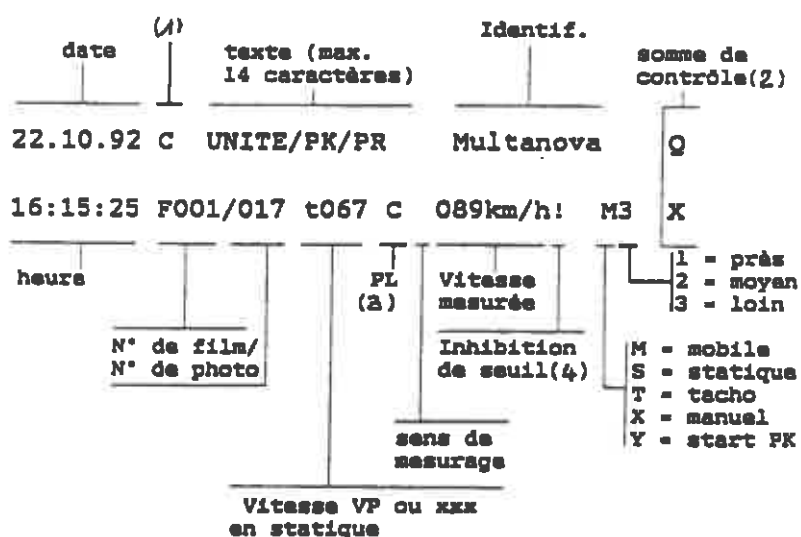 (1)
date
texte (max.
14 caractères)
Identif.
somme de
contrôle(2)
22.10.92 C UNITE/PK/PR Multanova Q
16:15:25 F001/017 t067 C 089km/h! M3 X
heure
PL
(3)
Vitesse
mesurée
1 = près
2 = moyen
3 = loin
N° de film/
N° de photo
Inhibition
de seuil(4)
M = mobile
S = statique
T = tacho
X = manuel
Y = start PK
sens de
mesurage
Vitesse VP ou xxx
en statique